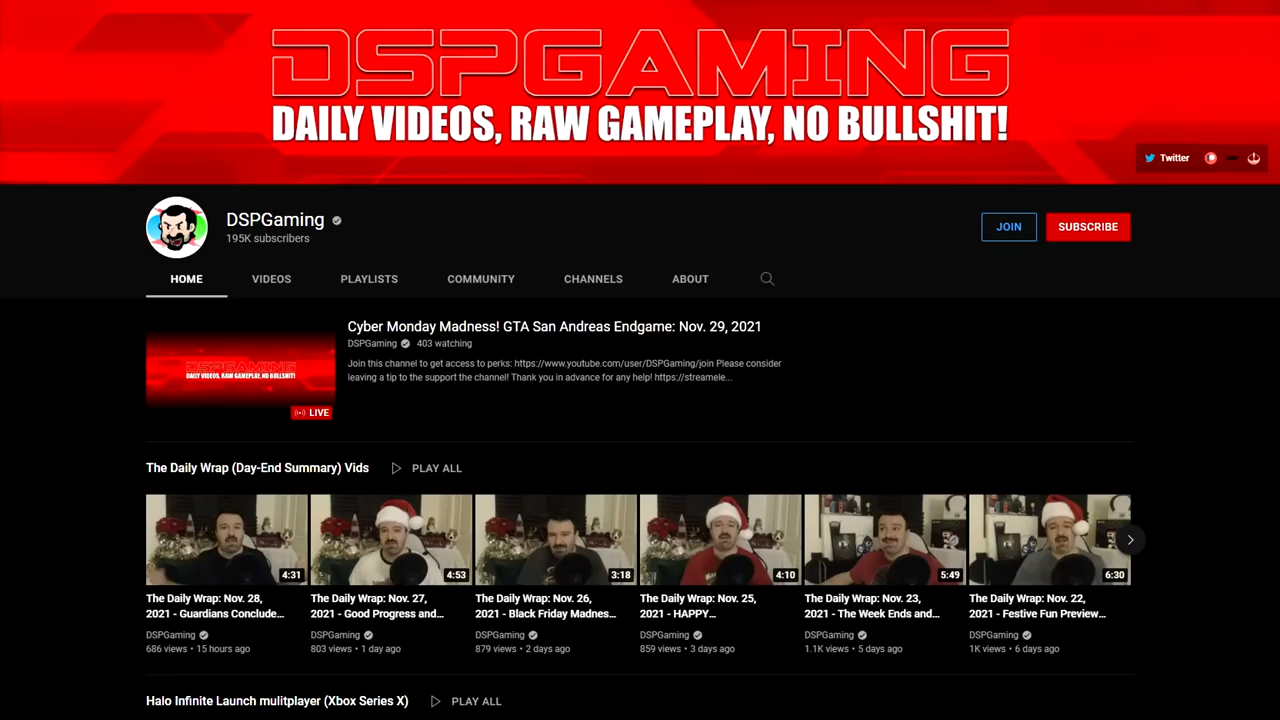 DSPGAMING
DAILY VIDEOS, RAW GAMEPLAY, NO BULLSHIT!
Twitter
DSPGaming
195K subscribers
JOIN
SUBSCRIBE
HOME
VIDEOS
PLAYLISTS
COMMUNITY
CHANNELS
ABOUT
DSPGAMING
DAILY VIDEOS, RAW GAMEPLAY, NO BULLSHIT!
LIVE
Cyber Monday Madness! GTA San Andreas Endgame: Nov. 29, 2021
DSPGaming 403 watching
Join this channel to get access to perks: https://www.youtube.com/user/DSPGaming/join Please consider
leaving a tip to the support the channel! Thank you in advance for any help! https://streamele...
The Daily Wrap (Day-End Summary) Vids
PLAY ALL
4:31
The Daily Wrap: Nov. 28,
2021 - Guardians Conclude...
DSPGaming
686 views • 15 hours ago
4:53
The Daily Wrap: Nov. 27,
2021 - Good Progress and...
DSPGaming
803 views • 1 day ago
3:18
The Daily Wrap: Nov. 26,
2021 - Black Friday Madnes...
DSPGaming
879 views • 2 days ago
4:10
The Daily Wrap: Nov. 25,
2021 - HAPPY...
DSPGaming
859 views • 3 days ago
5:49
The Daily Wrap: Nov. 23,
2021 - The Week Ends and...
DSPGaming
1.1K views • 5 days ago
6:30
The Daily Wrap: Nov. 22,
2021 - Festive Fun Preview...
DSPGaming
1K views • 6 days ago
Halo Infinite Launch mulitplayer (Xbox Series X)
PLAY ALL